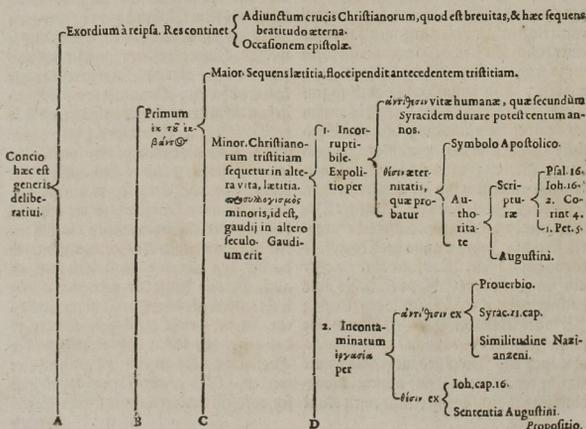 Exordium à reipsa. Res continet
Adiunctum crucis Christianorum, quod est breuitas, & hæc sequens
beatitudo æterna.
Occasionem epistolæ.
Concio
hæc est
generis
delibe-
ratiui.
Primum
ἐκ τοῦ ἐκ-
βάντος
Maior. Sequens lætitia, floccipendit antecedentem tristitiam.
Minor. Christiano-
rum tristitiam
sequetur in alte-
ra vita, lætitia.
προσυλλογισμὸς
minoris, id est,
gaudij in altero
seculo. Gaudi-
um erit
1. Incor-
rupti-
bile.
Expoli-
tio per
ἀντίθεσιν vitæ humanæ, quæ secundùm
Syracidem durare potest centum an-
nos.
θέσιν æter-
nitatis,
quæ pro-
batur
Symbolo Apostolico.
Au-
tho-
rita-
te
Scri-
ptu-
ræ
Psal. 16.
Ioh. 16.
2. Co-
rint 4.
1. Pet. 5.
Augustini.
2. Inconta-
minatum
ἐργασία
per
ἀντίθεσιν ex
Prouerbio.
Syrac. 11. cap.
Similitudine Nazi-
anzeni.
θέσιν ex
Ioh. cap. 16.
Sententia Augustini.
A B C D
Propositio.